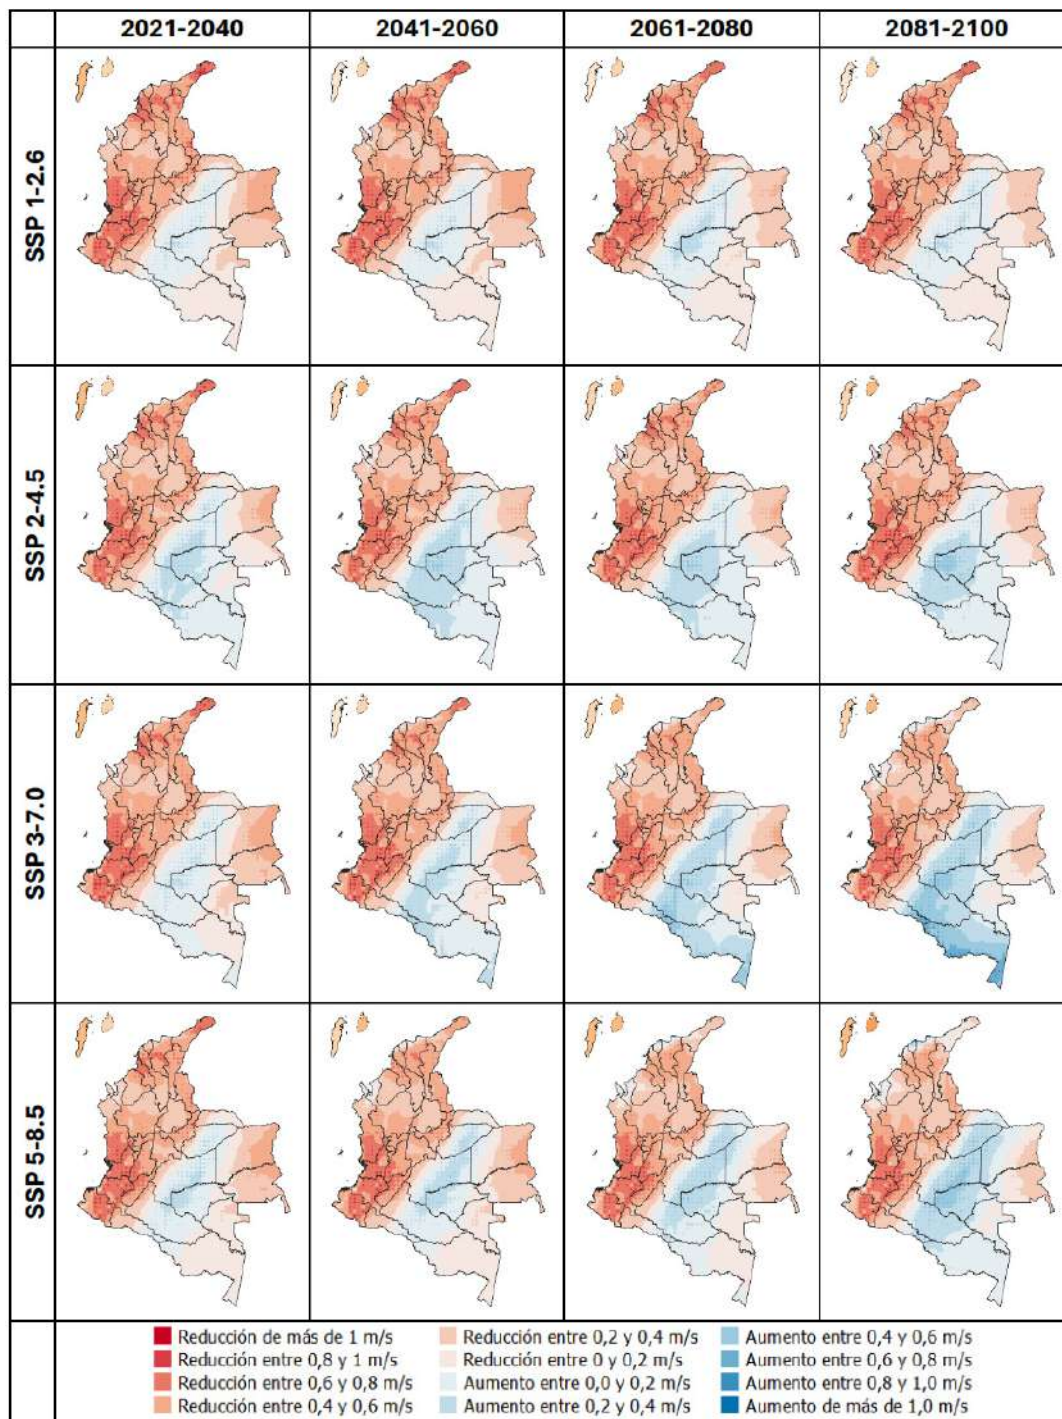 2021-2040 2041-2060 2061-2080 2081-2100
SSP 1-2.6
SSP 2-4.5
SSP 3-7.0
SSP 5-8.5
Reducción de más de 1 m/s
Reducción entre 0,8 y 1 m/s
Reducción entre 0,6 y 0,8 m/s
Reducción entre 0,4 y 0,6 m/s
Reducción entre 0,2 y 0,4 m/s
Reducción entre 0 y 0,2 m/s
Aumento entre 0,0 y 0,2 m/s
Aumento entre 0,2 y 0,4 m/s
Aumento entre 0,4 y 0,6 m/s
Aumento entre 0,6 y 0,8 m/s
Aumento entre 0,8 y 1,0 m/s
Aumento de más de 1,0 m/s